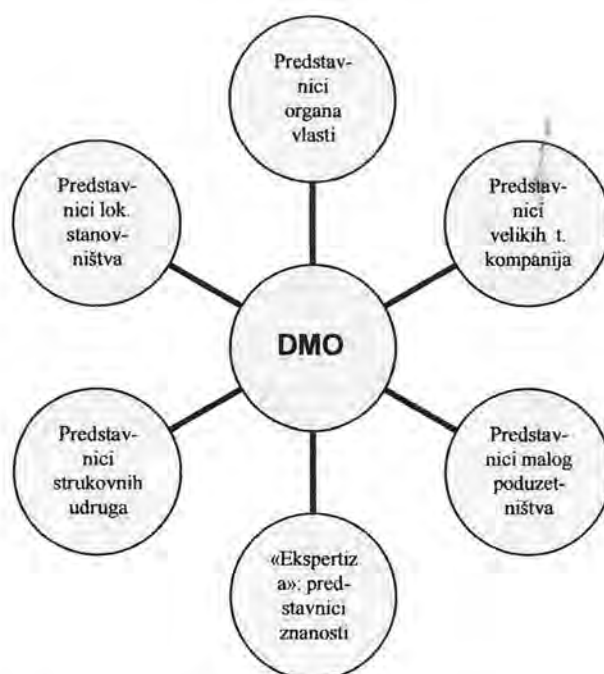 Predstav-
nici
organa
vlasti
Predstav-
nici lok.
stanov-
ništva
Predstav-
nici
velikih t.
kompanija
DMO
Predstav-
nici
strukovnih
udruga
Predstav-
nici malog
poduzet-
ništva
«Ekspertiz
a»: pred-
stavnici
znanosti